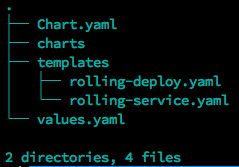 .
├── Chart.yaml
├── charts
├── templates
│   ├── rolling-deploy.yaml
│   └── rolling-service.yaml
└── values.yaml
2 directories, 4 files